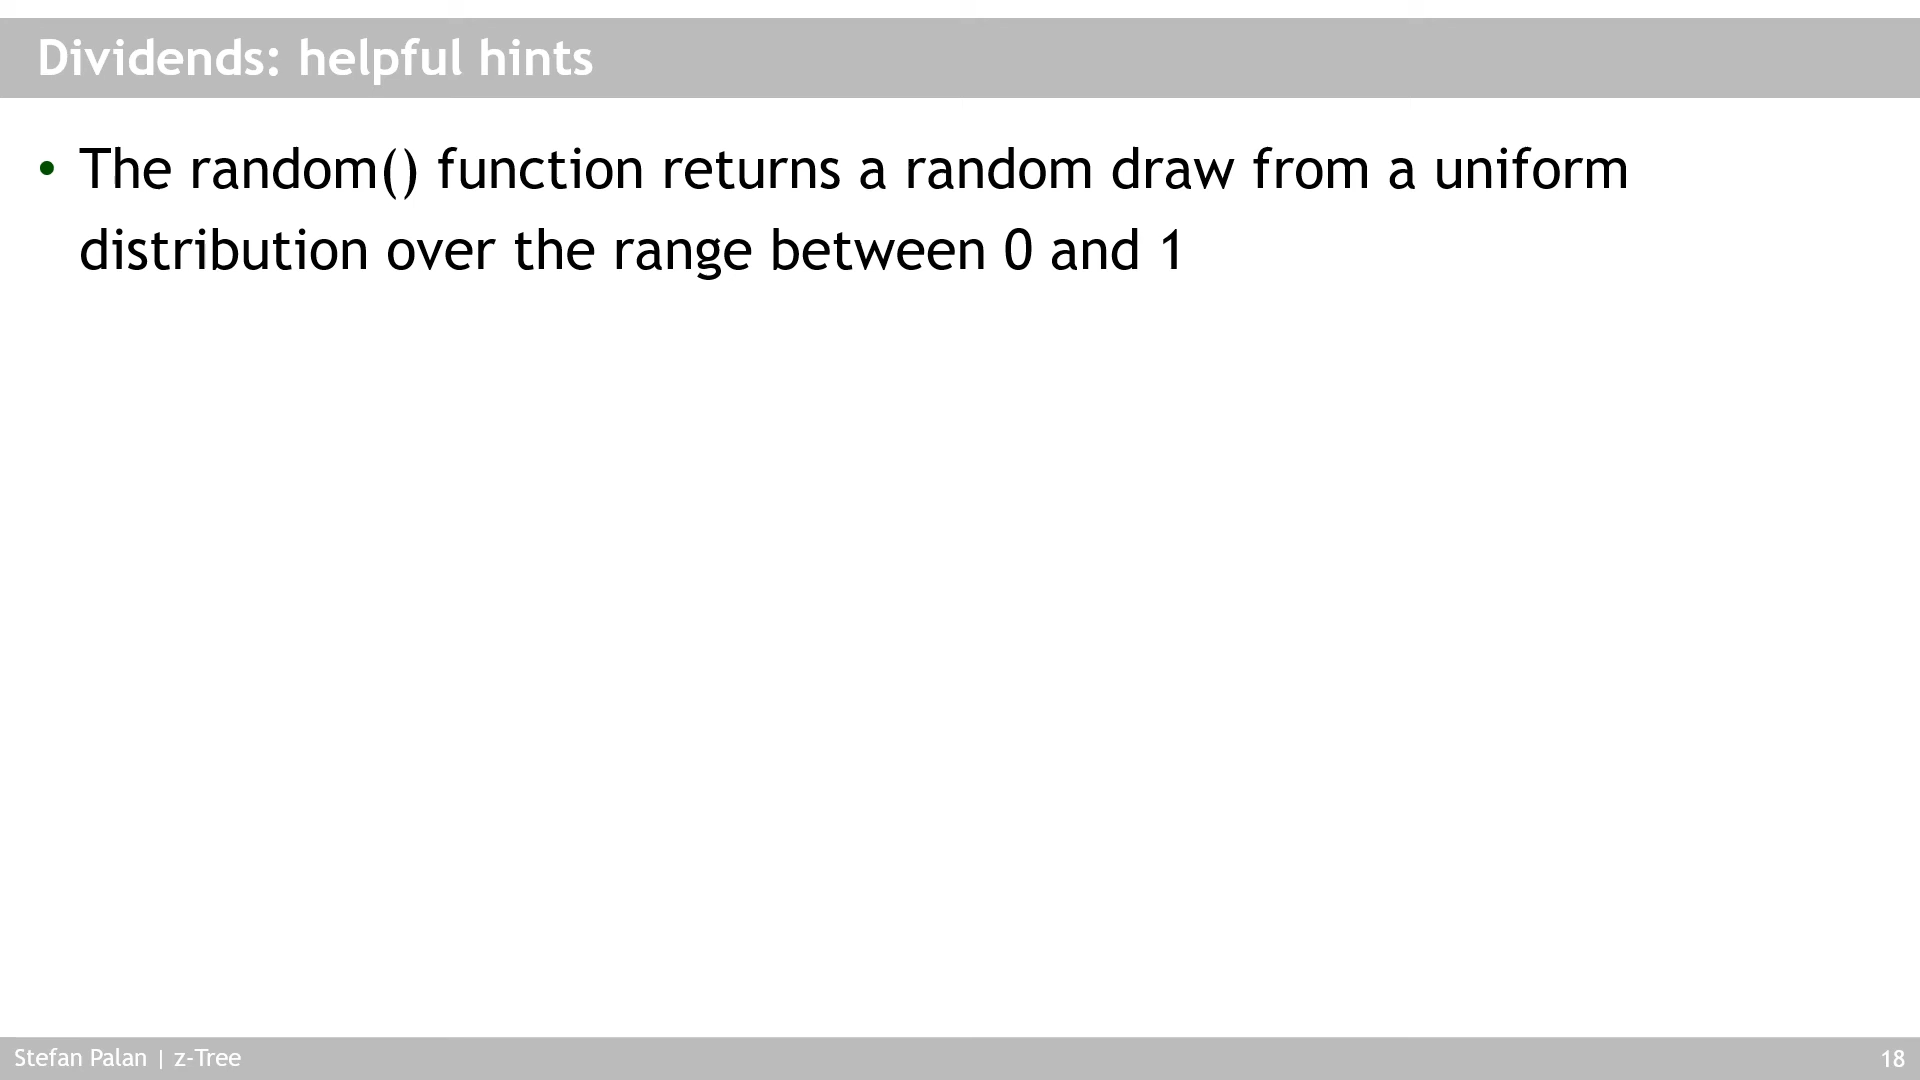 Dividends: helpful hints
• The random() function returns a random draw from a uniform
distribution over the range between 0 and 1
Stefan Palan | z-Tree
18